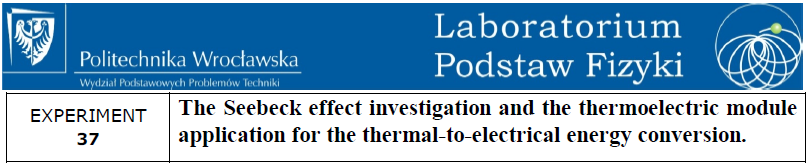 Politechnika Wrocławska
Wydział Podstawowych Problemów Techniki
Laboratorium
Podstaw Fizyki
EXPERIMENT
37
The Seebeck effect investigation and the thermoelectric module
application for the thermal-to-electrical energy conversion.